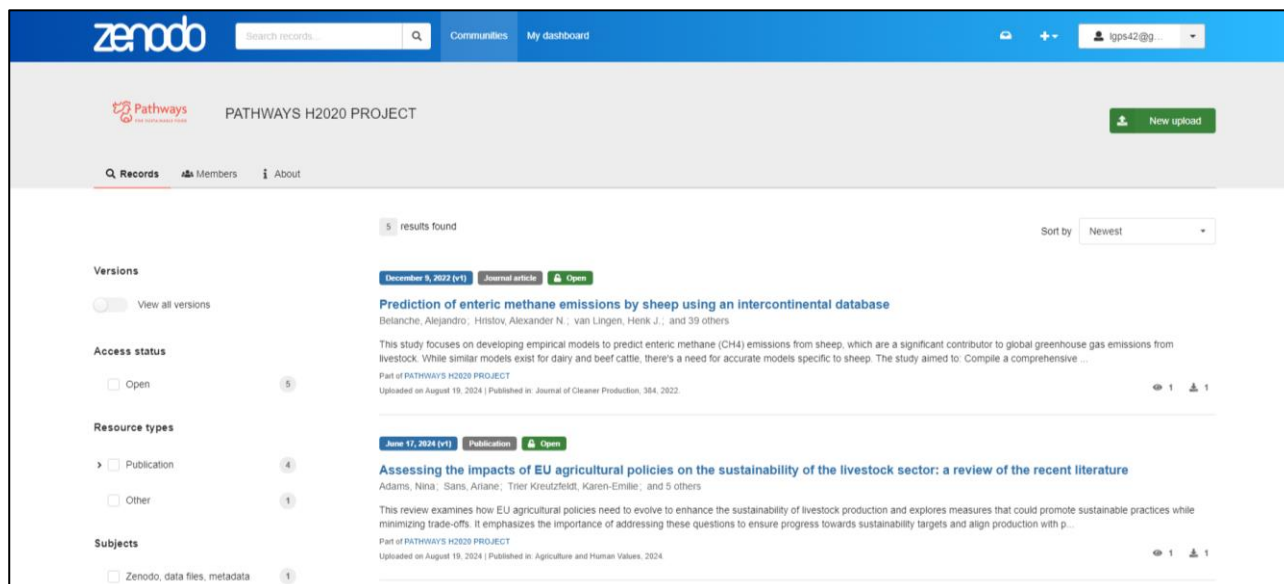 zenodo
Search records...
Communities
My dashboard
lgps42@g...
Pathways
PATHWAYS H2020 PROJECT
New upload
Records
Members
About
5 results found
Sort by
Newest
Versions
View all versions
Access status
Open
5
Resource types
Publication
4
Other
1
Subjects
Zenodo, data files, metadata
1
December 9, 2022 (v1)
Journal article
Open
Prediction of enteric methane emissions by sheep using an intercontinental database
Belanche, Alejandro; Hristov, Alexander N.; van Lingen, Henk J.; and 39 others
This study focuses on developing empirical models to predict enteric methane (CH4) emissions from sheep, which are a significant contributor to global greenhouse gas emissions from
livestock. While similar models exist for dairy and beef cattle, there's a need for accurate models specific to sheep. The study aimed to: Compile a comprehensive ...
Part of PATHWAYS H2020 PROJECT
Uploaded on August 19, 2024 | Published in: Journal of Cleaner Production, 384, 2022.
1
1
June 17, 2024 (v1)
Publication
Open
Assessing the impacts of EU agricultural policies on the sustainability of the livestock sector: a review of the recent literature
Adams, Nina; Sans, Ariane; Trier Kreutzfeldt, Karen-Emilie; and 5 others
This review examines how EU agricultural policies need to evolve to enhance the sustainability of livestock production and explores measures that could promote sustainable practices while
minimizing trade-offs. It emphasizes the importance of addressing these questions to ensure progress towards sustainability targets and align production with p...
Part of PATHWAYS H2020 PROJECT
Uploaded on August 19, 2024 | Published in: Agriculture and Human Values, 2024.
1
1